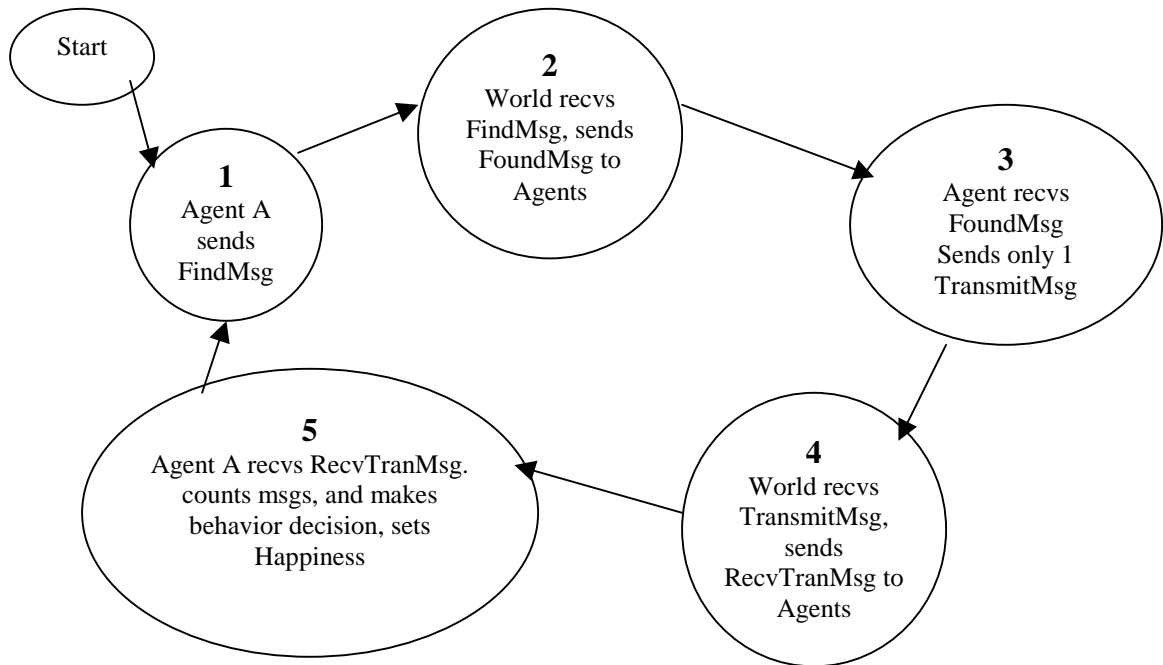 Start
1
Agent A
sends
FindMsg
2
World recvs
FindMsg, sends
FoundMsg to
Agents
3
Agent recvs
FoundMsg
Sends only 1
TransmitMsg
4
World recvs
TransmitMsg,
sends
RecvTranMsg to
Agents
5
Agent A recvs RecvTranMsg.
counts msgs, and makes
behavior decision, sets
Happiness